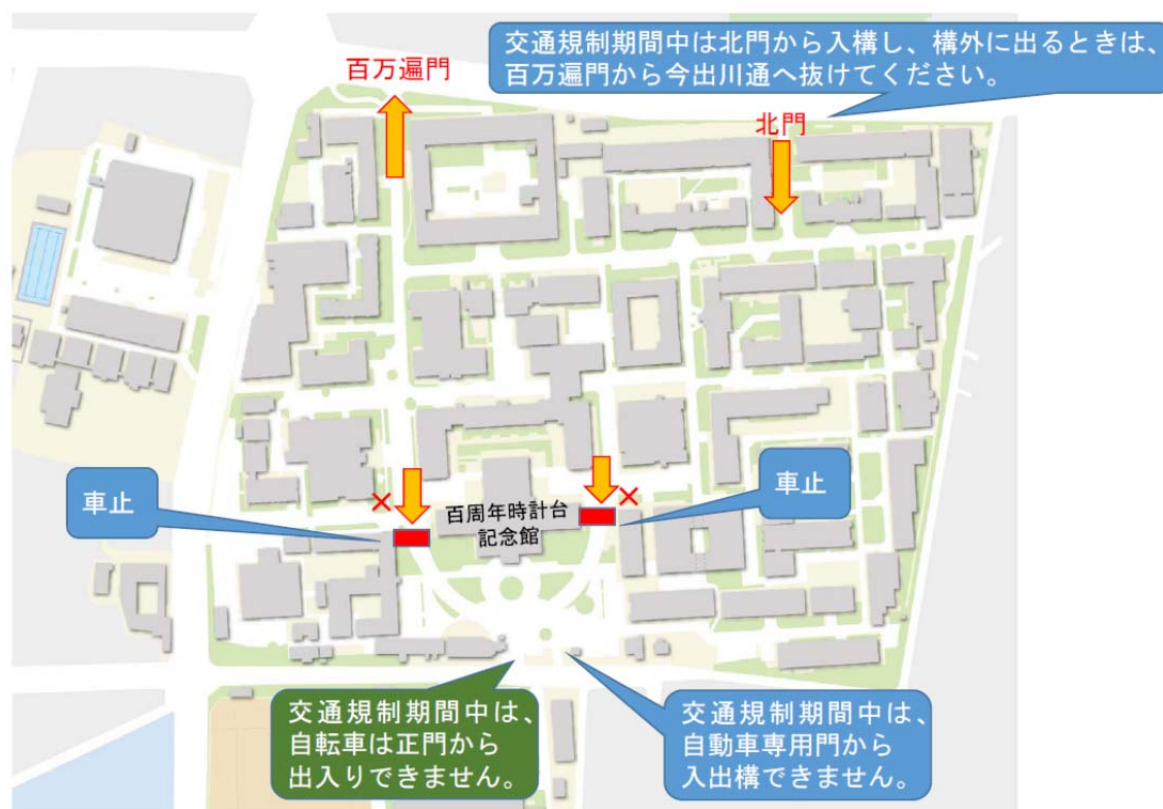 交通規制期間中は北門から入構し、構外に出るときは、
百万遍門から今出川通へ抜けてください。
百万遍門
北門
車止
×
×
車止
百周年時計台
記念館
交通規制期間中は、
自転車は正門から
出入りできません。
交通規制期間中は、
自動車専用門から
入出構できません。